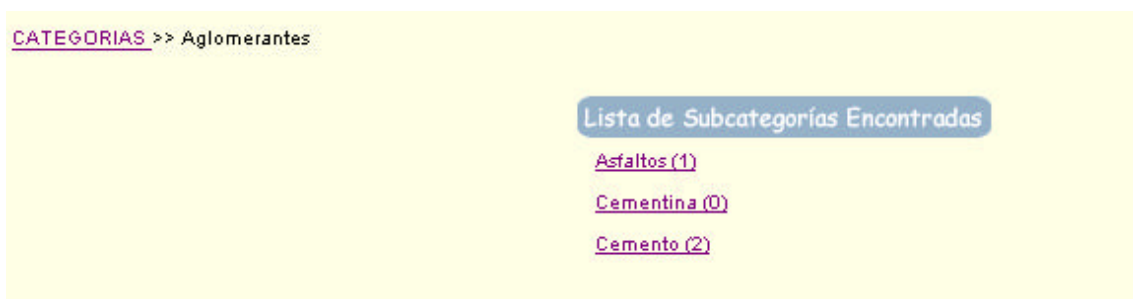 CATEGORIAS >> Aglomerantes
Lista de Subcategorías Encontradas
Asfaltos (1)
Cementina (0)
Cemento (2)